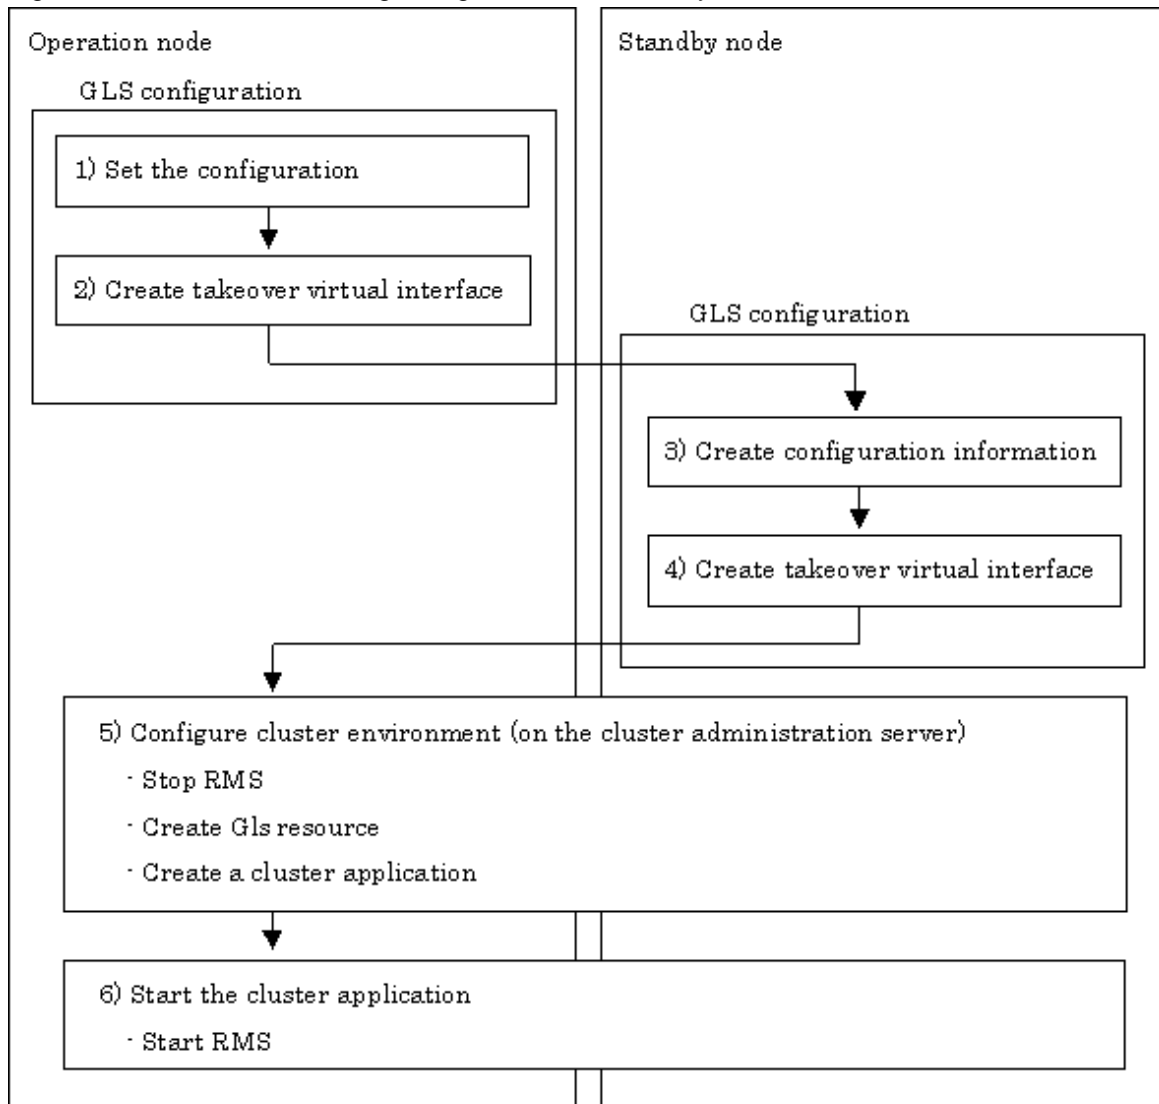 Operation node
Standby node
GLS configuration
1) Set the configuration
2) Create takeover virtual interface
GLS configuration
3) Create configuration information
4) Create takeover virtual interface
5) Configure cluster environment (on the cluster administration server)
· Stop RMS
· Create Gls resource
· Create a cluster application
6) Start the cluster application
· Start RMS